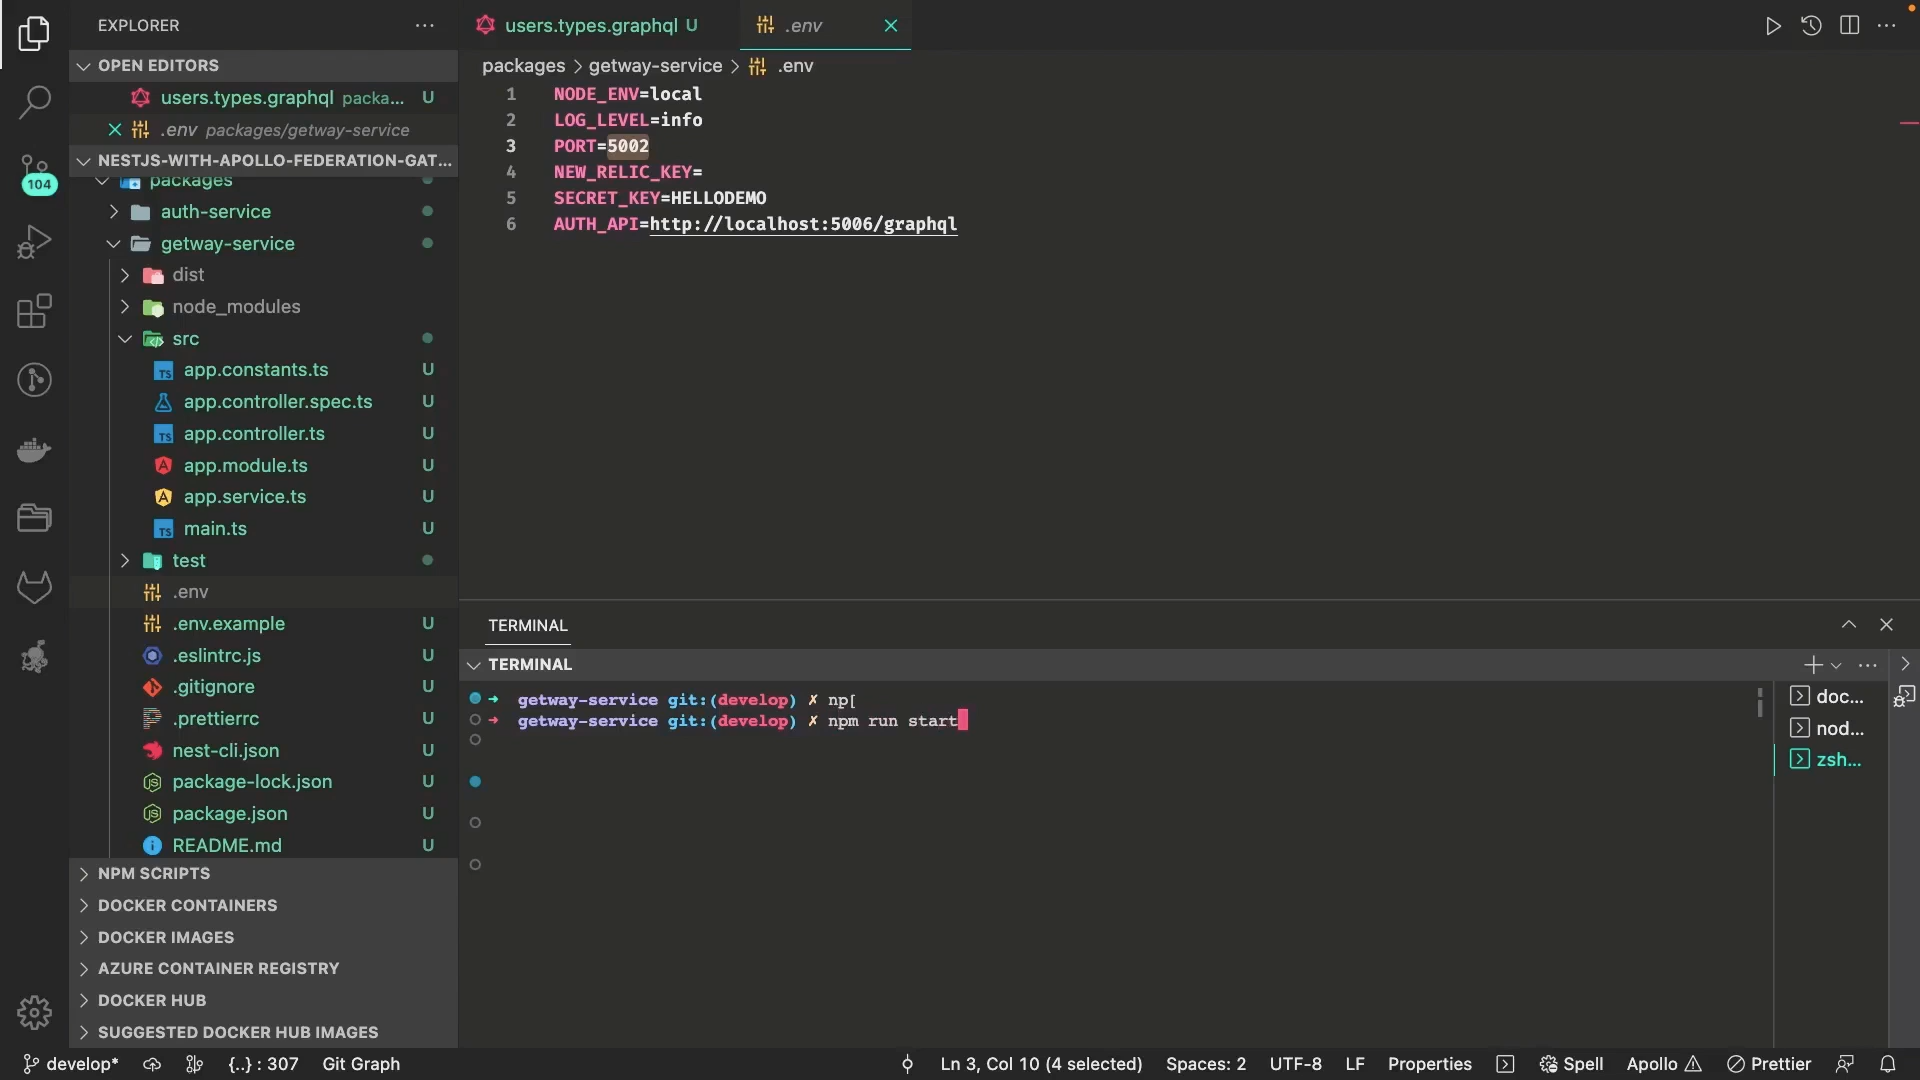 EXPLORER
OPEN EDITORS
users.types.graphql packa... U
.env packages/getway-service
NESTJS-WITH-APOLLO-FEDERATION-GAT...
packages
auth-service
getway-service
dist
node_modules
src
app.constants.ts U
app.controller.spec.ts U
app.controller.ts U
app.module.ts U
app.service.ts U
main.ts U
test
.env
.env.example U
.eslintrc.js U
.gitignore U
.prettierrc U
nest-cli.json U
package-lock.json U
package.json U
README.md U
NPM SCRIPTS
DOCKER CONTAINERS
DOCKER IMAGES
AZURE CONTAINER REGISTRY
DOCKER HUB
SUGGESTED DOCKER HUB IMAGES
104
users.types.graphql U
.env
packages > getway-service > .env
1 NODE_ENV=local
2 LOG_LEVEL=info
3 PORT=5002
4 NEW_RELIC_KEY=
5 SECRET_KEY=HELLODEMO
6 AUTH_API=http://localhost:5006/graphql
TERMINAL
TERMINAL
getway-service git:(develop) ✗ np[
getway-service git:(develop) ✗ npm run start
doc...
nod...
zsh...
develop* {..} : 307 Git Graph Ln 3, Col 10 (4 selected) Spaces: 2 UTF-8 LF Properties Spell Apollo Prettier